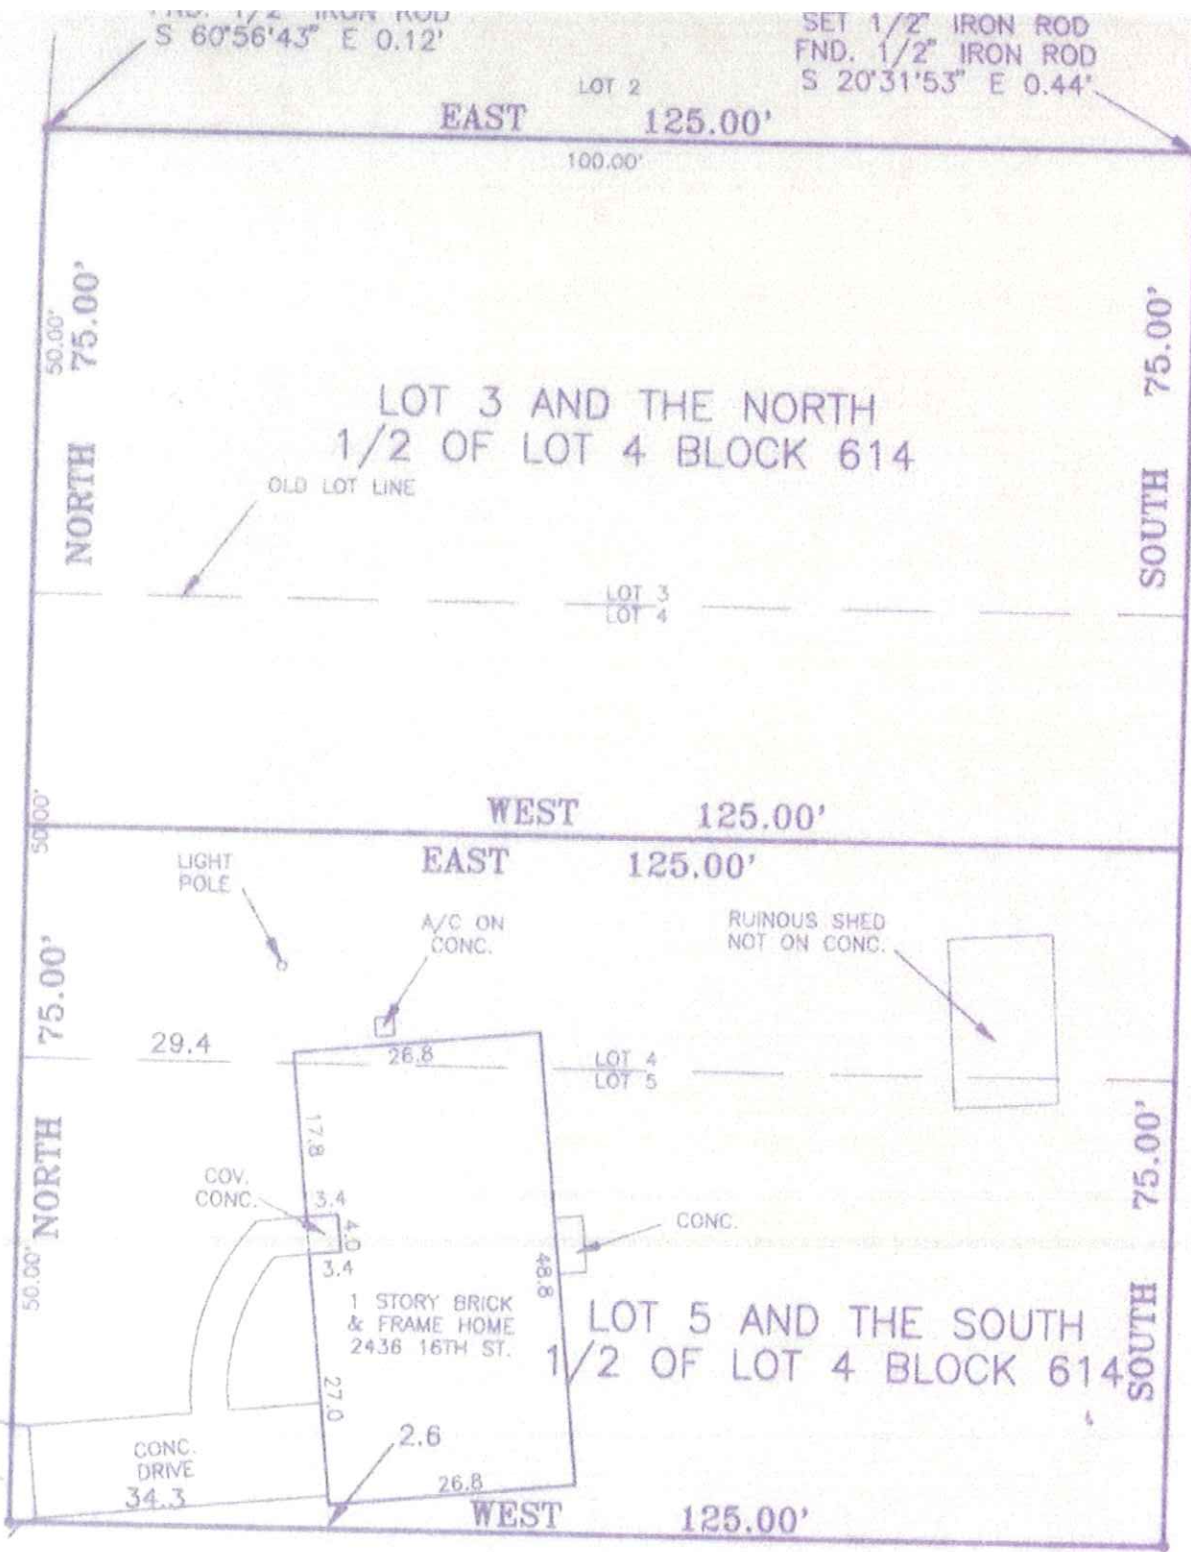 FND. 1/2" IRON ROD
S 60°56'43" E 0.12'
SET 1/2" IRON ROD
FND. 1/2" IRON ROD
S 20°31'53" E 0.44'
LOT 2
EAST 125.00'
100.00'
50.00'
75.00'
NORTH
75.00'
SOUTH
LOT 3 AND THE NORTH
1/2 OF LOT 4 BLOCK 614
OLD LOT LINE
LOT 3
LOT 4
WEST 125.00'
50.00'
EAST 125.00'
LIGHT
POLE
A/C ON
CONC.
RUINOUS SHED
NOT ON CONC.
75.00'
NORTH
50.00'
29.4
26.8
LOT 4
LOT 5
17.8
COV.
CONC.
3.4
4.0
3.4
CONC.
48.8
75.00'
SOUTH
1 STORY BRICK
& FRAME HOME
2436 16TH ST.
LOT 5 AND THE SOUTH
1/2 OF LOT 4 BLOCK 614
27.0
2.6
CONC.
DRIVE
34.3
26.8
WEST 125.00'